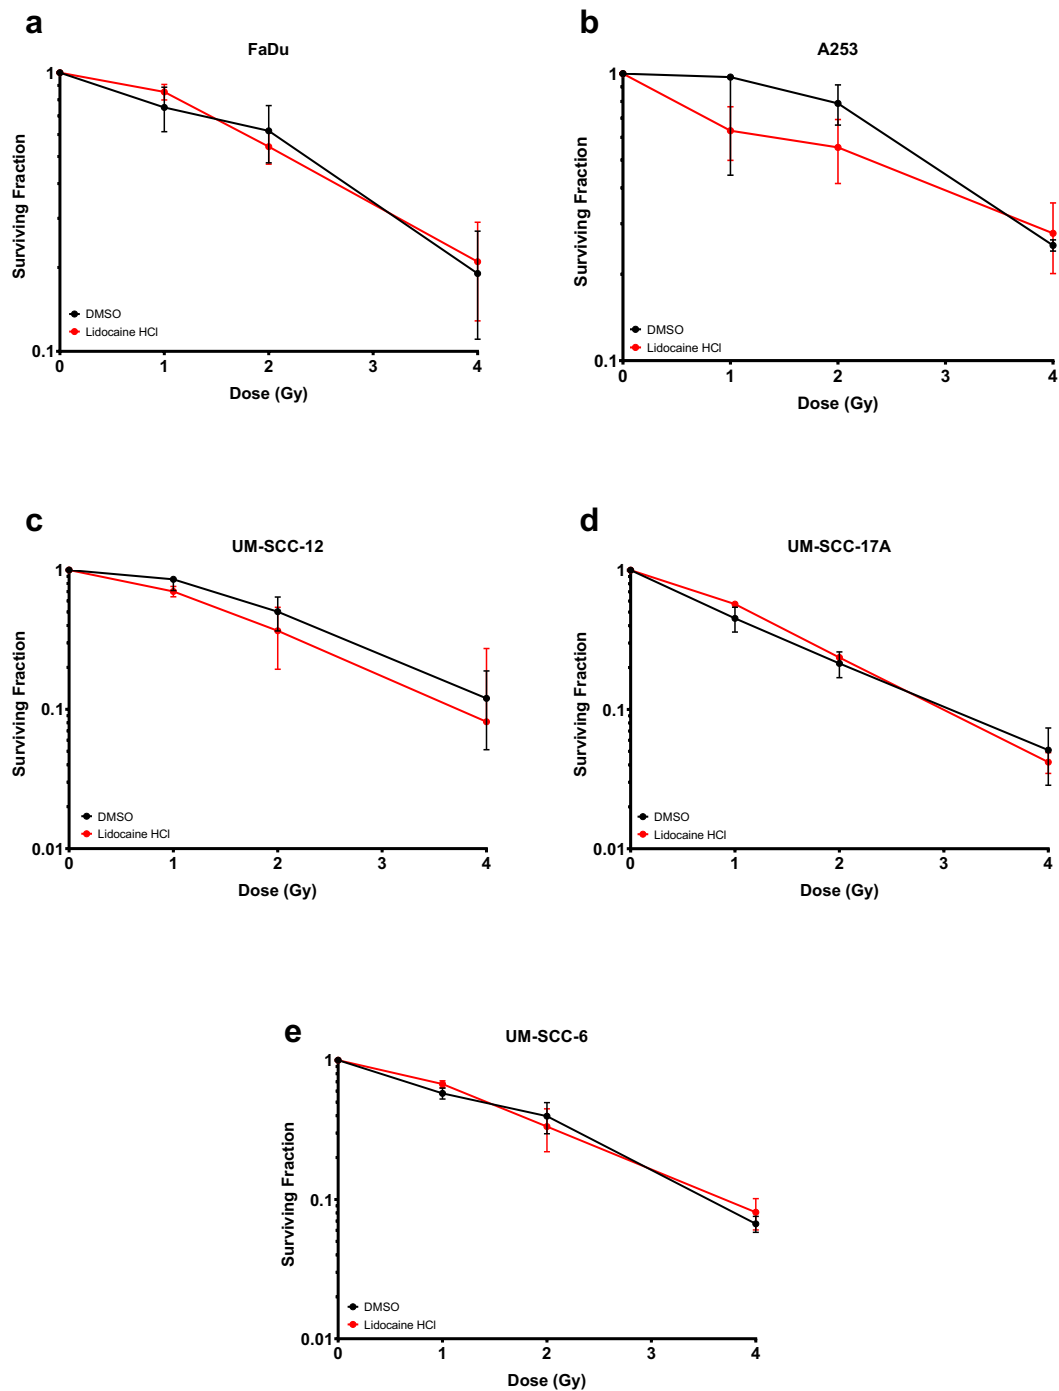 a
FaDu
1
Surviving Fraction
DMSO
Lidocaine HCl
0.1
0 1 2 3 4
Dose (Gy)
b
A253
1
Surviving Fraction
DMSO
Lidocaine HCl
0.1
0 1 2 3 4
Dose (Gy)
c
UM-SCC-12
1
Surviving Fraction
0.1
DMSO
Lidocaine HCl
0.01
0 1 2 3 4
Dose (Gy)
d
UM-SCC-17A
1
Surviving Fraction
0.1
DMSO
Lidocaine HCl
0.01
0 1 2 3 4
Dose (Gy)
e
UM-SCC-6
1
Surviving Fraction
0.1
DMSO
Lidocaine HCl
0.01
0 1 2 3 4
Dose (Gy)